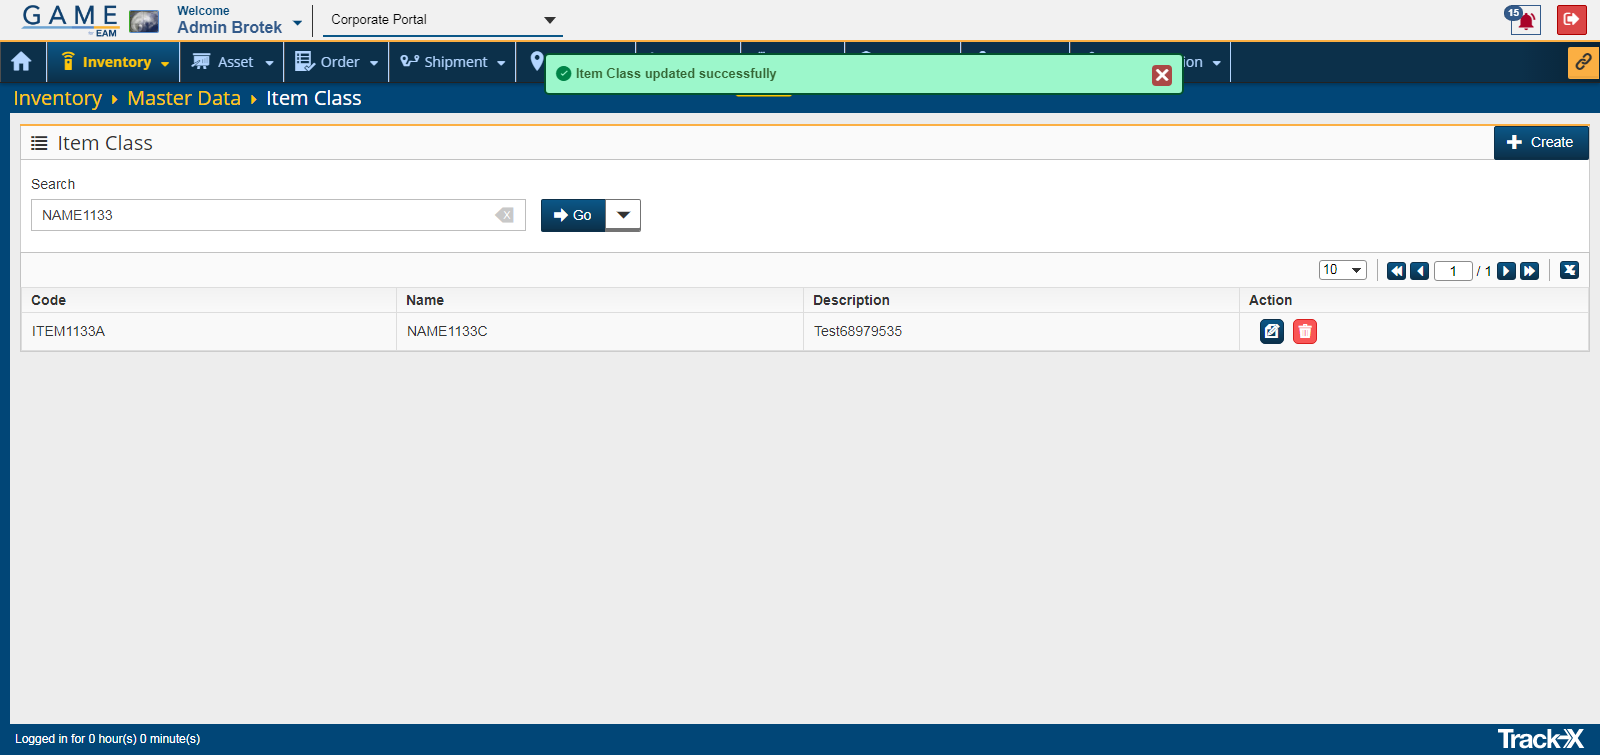 GAME
by EAM
Welcome
Admin Brotek
Corporate Portal
15
Inventory
Asset
Order
Shipment
ion
Item Class updated successfully
Inventory Master Data Item Class
Item Class
Create
Search
NAME1133
Go
10
1 / 1
Code Name Description Action
ITEM1133A NAME1133C Test68979535
Logged in for 0 hour(s) 0 minute(s)
Track-X